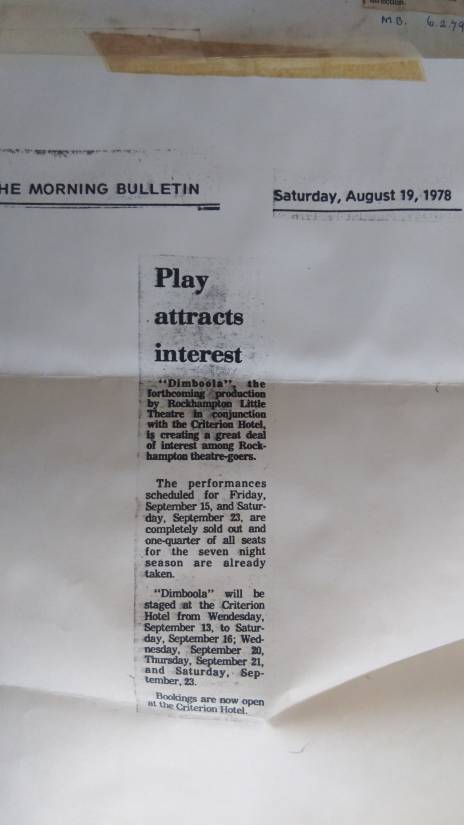 direction.
M.B. 6.2.79
HE MORNING BULLETIN
Saturday, August 19, 1978
Play
attracts
interest
"Dimboola", the
forthcoming production
by Rockhampton Little
Theatre in conjunction
with the Criterion Hotel,
is creating a great deal
of interest among Rock-
hampton theatre-goers.
The performances
scheduled for Friday,
September 15, and Satur-
day, September 23, are
completely sold out and
one-quarter of all seats
for the seven night
season are already
taken.
"Dimboola" will be
staged at the Criterion
Hotel from Wendesday,
September 13, to Satur-
day, September 16; Wed-
nesday, September 20,
Thursday, September 21,
and Saturday, Sep-
tember, 23.
Bookings are now open
at the Criterion Hotel.